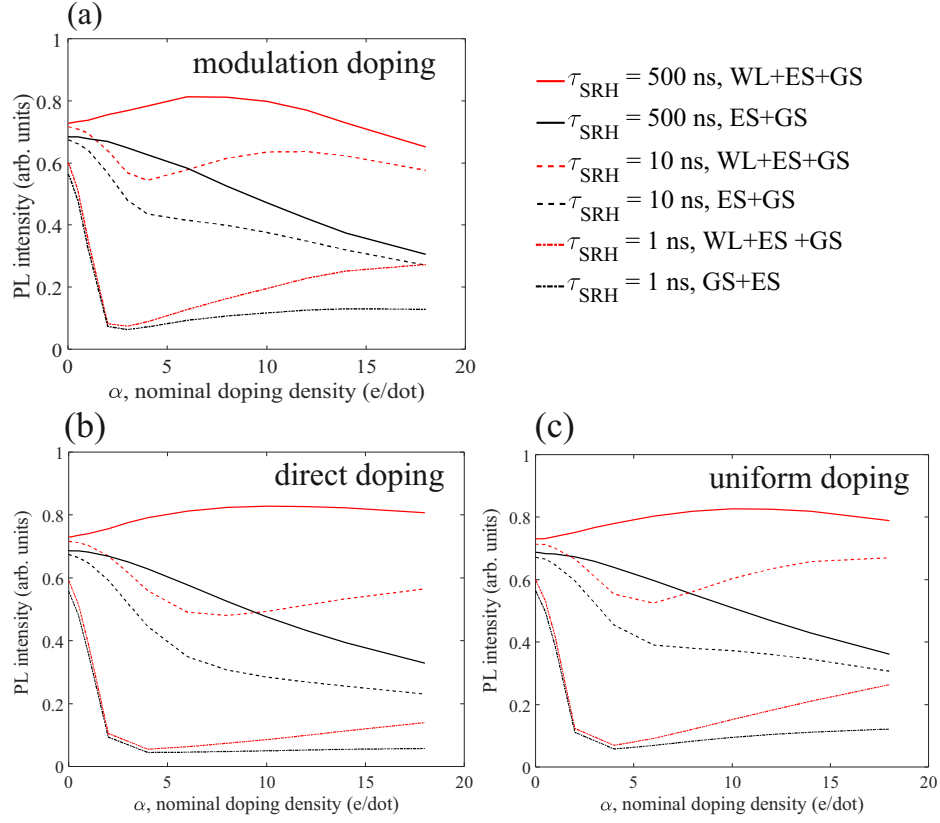 (a)
modulation doping
PL intensity (arb. units)
1
0.8
0.6
0.4
0.2
0
0 5 10 15 20
α, nominal doping density (e/dot)
τSRH = 500 ns, WL+ES+GS
τSRH = 500 ns, ES+GS
τSRH = 10 ns, WL+ES+GS
τSRH = 10 ns, ES+GS
τSRH = 1 ns, WL+ES +GS
τSRH = 1 ns, GS+ES
(b)
direct doping
PL intensity (arb. units)
1
0.8
0.6
0.4
0.2
0
0 5 10 15 20
α, nominal doping density (e/dot)
(c)
uniform doping
PL intensity (arb. units)
1
0.8
0.6
0.4
0.2
0
0 5 10 15 20
α, nominal doping density (e/dot)